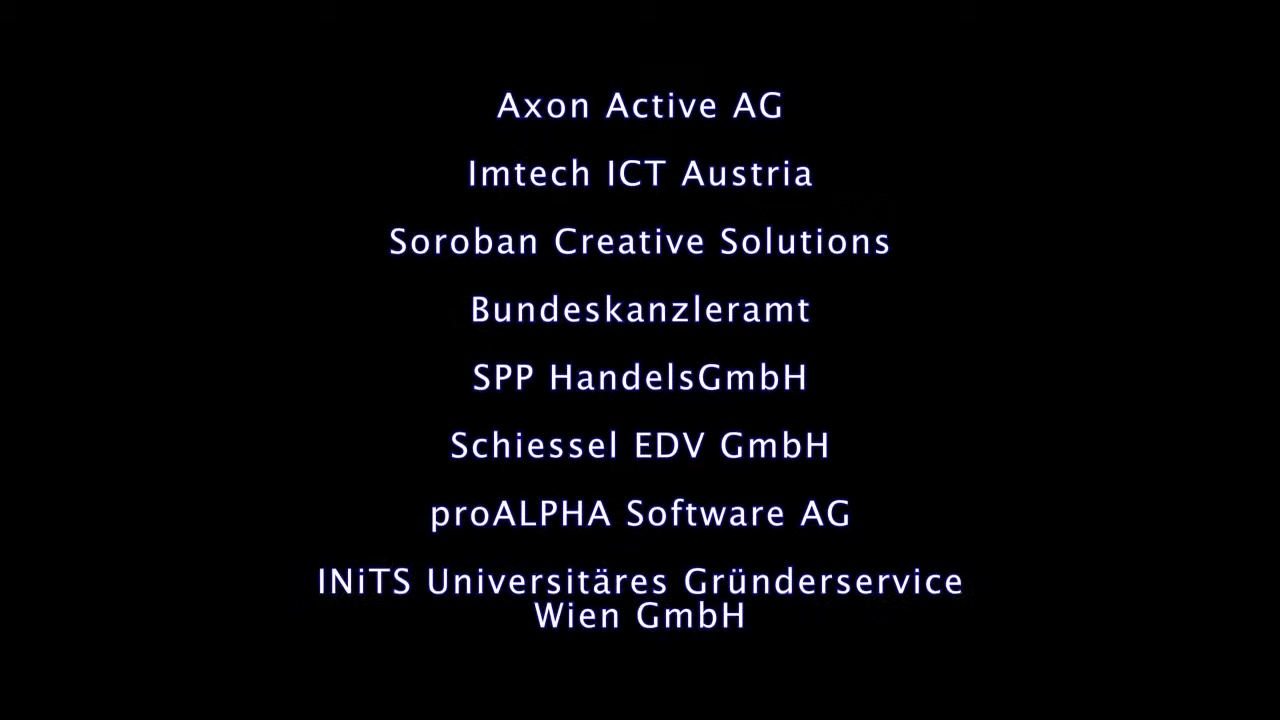 Axon Active AG
Imtech ICT Austria
Soroban Creative Solutions
Bundeskanzleramt
SPP HandelsGmbH
Schiessel EDV GmbH
proALPHA Software AG
INiTS Universitäres Gründerservice
Wien GmbH